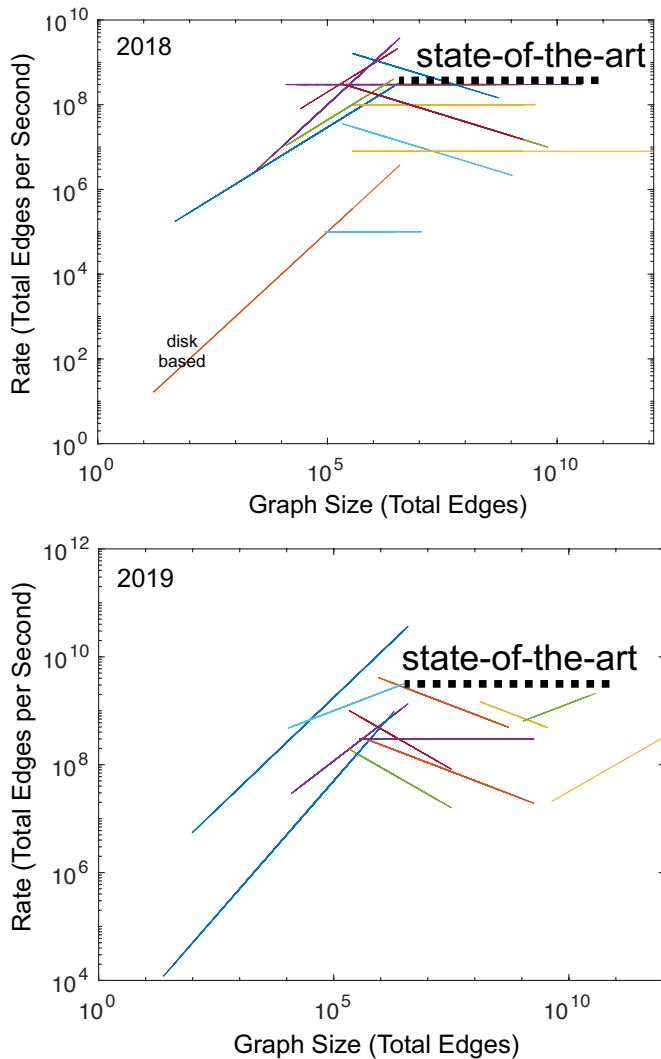 10^10
2018
state-of-the-art
10^8
10^6
10^4
disk
based
10^2
10^0
10^0
10^5
10^10
Rate (Total Edges per Second)
Graph Size (Total Edges)
10^12
2019
10^10
state-of-the-art
10^8
10^6
10^4
10^0
10^5
10^10
Rate (Total Edges per Second)
Graph Size (Total Edges)